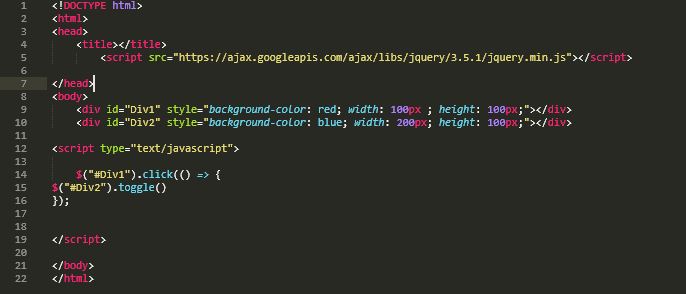 1 <!DOCTYPE html>
2 <html>
3 <head>
4     <title></title>
5         <script src="https://ajax.googleapis.com/ajax/libs/jquery/3.5.1/jquery.min.js"></script>
6
7 </head>
8 <body>
9     <div id="Div1" style="background-color: red; width: 100px ; height: 100px;"></div>
10     <div id="Div2" style="background-color: blue; width: 200px; height: 100px;"></div>
11
12 <script type="text/javascript">
13
14     $("#Div1").click(() => {
15 $("#Div2").toggle()
16 });
17
18
19 </script>
20
21 </body>
22 </html>